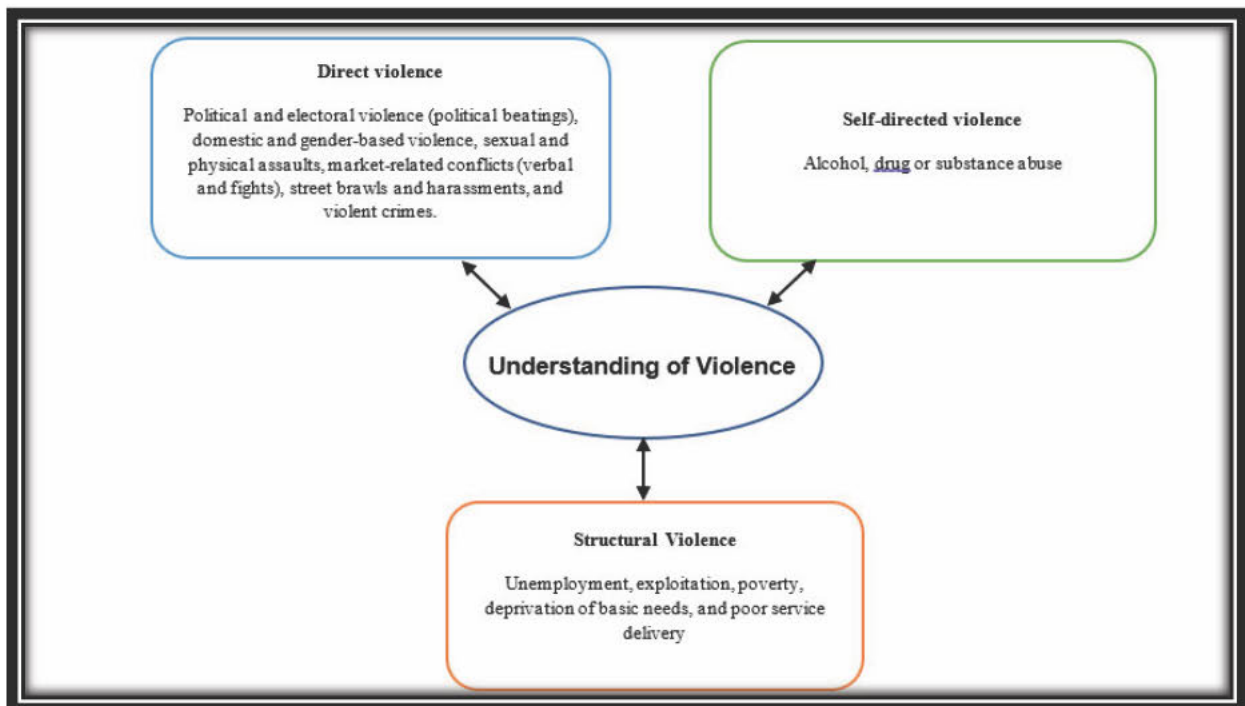 Direct violence
Political and electoral violence (political beatings),
domestic and gender-based violence, sexual and
physical assaults, market-related conflicts (verbal
and fights), street brawls and harassments, and
violent crimes.
Self-directed violence
Alcohol, drug or substance abuse
Understanding of Violence
Structural Violence
Unemployment, exploitation, poverty,
deprivation of basic needs, and poor service
delivery